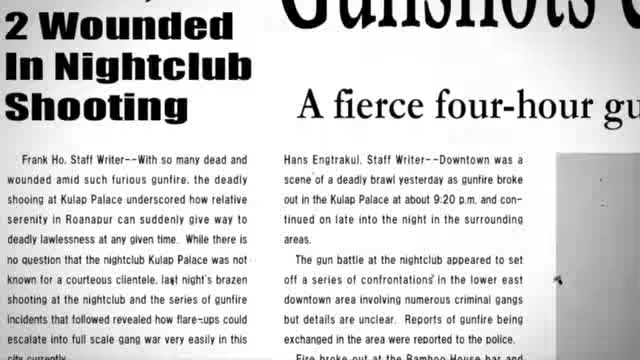 2 Wounded
In Nightclub
Shooting
Frank Ho, Staff Writer--With so many dead and
wounded amid such furious gunfire, the deadly
shooing at Kulap Palace underscored how relative
serenity in Roanapur can suddenly give way to
deadly lawlessness at any given time. While there is
no question that the nightclub Kulap Palace was not
known for a courteous clientele, last night's brazen
shooting at the nightclub and the series of gunfire
incidents that followed revealed how flare-ups could
escalate into full scale gang war very easily in this
city currently
Gunshots
A fierce four-hour gu
Hans Engtrakul, Staff Writer--Downtown was a
scene of a deadly brawl yesterday as gunfire broke
out in the Kulap Palace at about 9:20 p.m. and con-
tinued on late into the night in the surrounding
areas.
The gun battle at the nightclub appeared to set
off a series of confrontations in the lower east
downtown area involving numerous criminal gangs
but details are unclear. Reports of gunfire being
exchanged in the area were reported to the police.
Fire broke out at the Bamboo House bar and